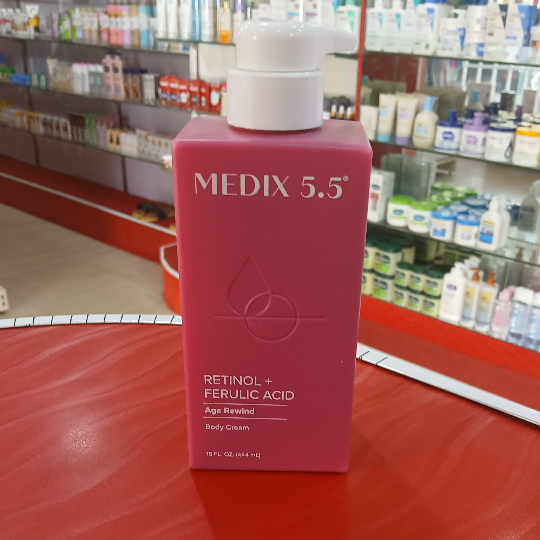 MEDIX 5.5®
RETINOL +
FERULIC ACID
Age Rewind
Body Cream
15 FL. OZ. (444 mL)